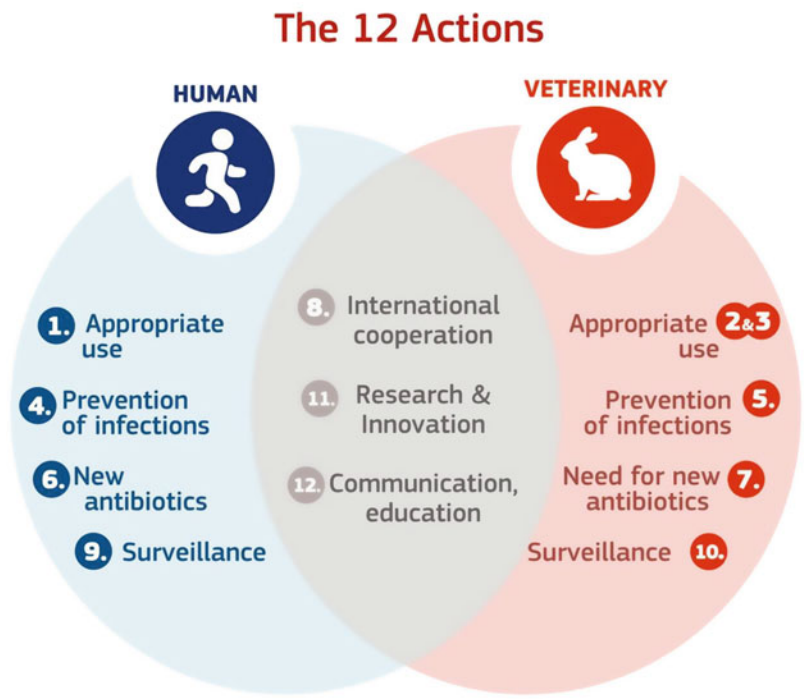 The 12 Actions
HUMAN
VETERINARY
1. Appropriate
use
4. Prevention
of infections
6. New
antibiotics
9. Surveillance
8. International
cooperation
11. Research &
Innovation
12. Communication,
education
Appropriate 2&3
use
Prevention 5.
of infections
Need for new 7.
antibiotics
Surveillance 10.